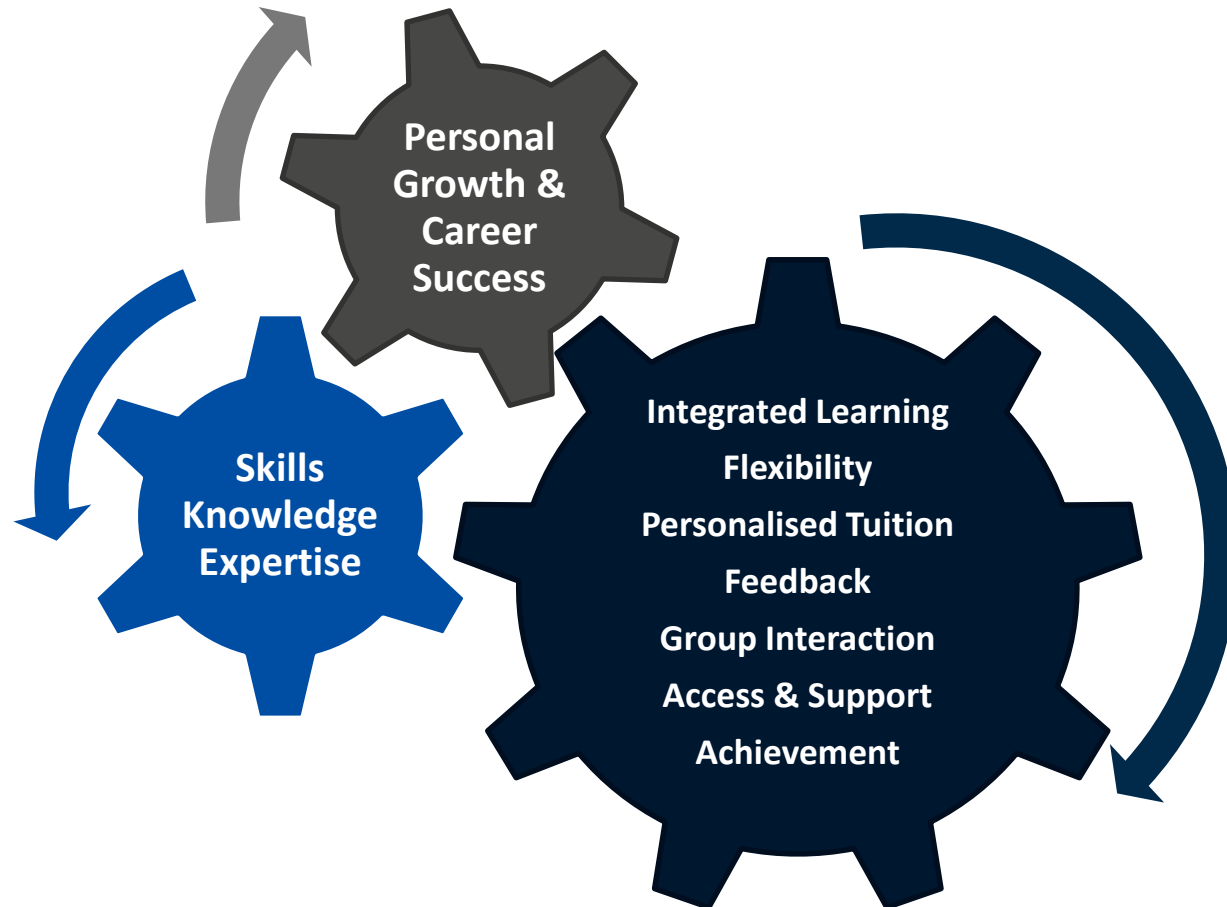 Personal
Growth &
Career
Success
Skills
Knowledge
Expertise
Integrated Learning
Flexibility
Personalised Tuition
Feedback
Group Interaction
Access & Support
Achievement